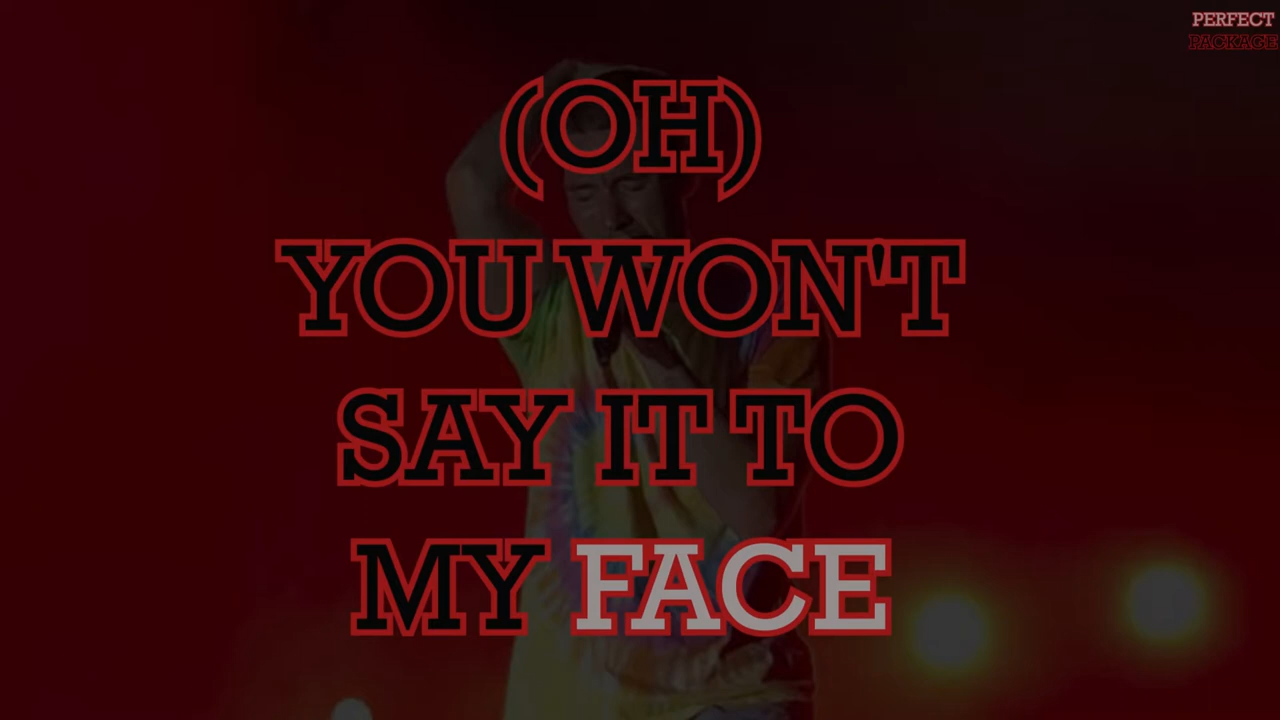 PERFECT
PACKAGE
(OH)
YOU WON'T
SAY IT TO
MY FACE